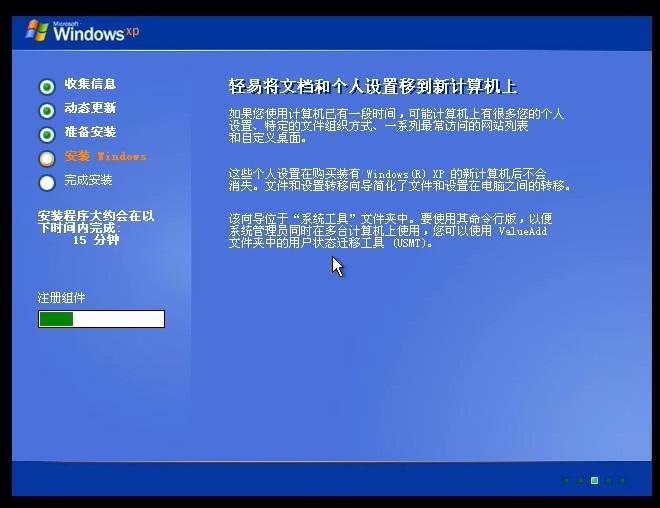 Microsoft
Windows xp
收集信息
动态更新
准备安装
安装 Windows
完成安装
安装程序大约会在以
下时间内完成:
15 分钟
注册组件
轻易将文档和个人设置移到新计算机上
如果您使用计算机已有一段时间，可能计算机上有很多您的个人
设置、特定的文件组织方式、一系列最常访问的网站列表
和自定义桌面。
这些个人设置在购买装有 Windows(R) XP 的新计算机后不会
消失。文件和设置转移向导简化了文件和设置在电脑之间的转移。
该向导位于“系统工具”文件夹中。要使用其命令行版，以便
系统管理员同时在多台计算机上使用，您可以使用 ValueAdd
文件夹中的用户状态迁移工具 (USMT)。